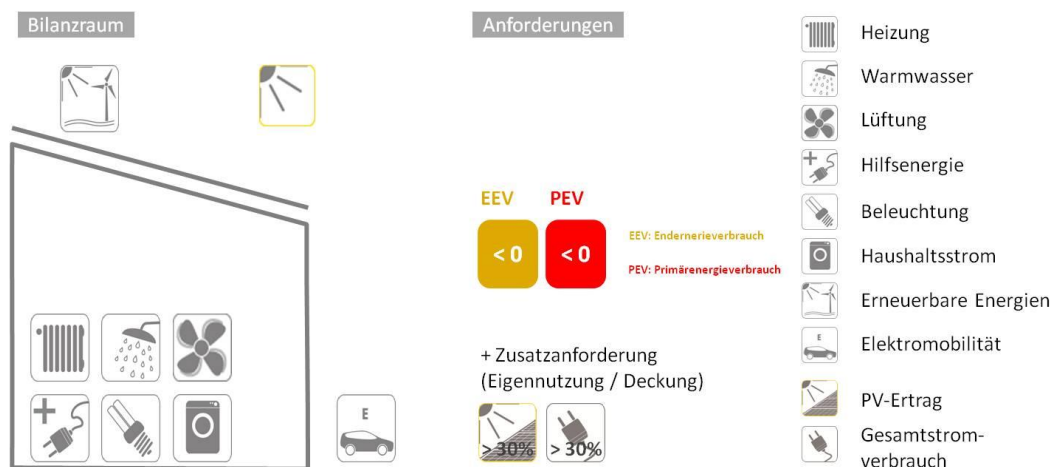 Bilanzraum
E
Anforderungen
EEV PEV
< 0 < 0
EEV: Endernerieverbrauch
PEV: Primärenergieverbrauch
+ Zusatzanforderung
(Eigennutzung / Deckung)
> 30% > 30%
Heizung
Warmwasser
Lüftung
Hilfsenergie
Beleuchtung
Haushaltsstrom
Erneuerbare Energien
E
Elektromobilität
PV-Ertrag
Gesamtstrom-
verbrauch